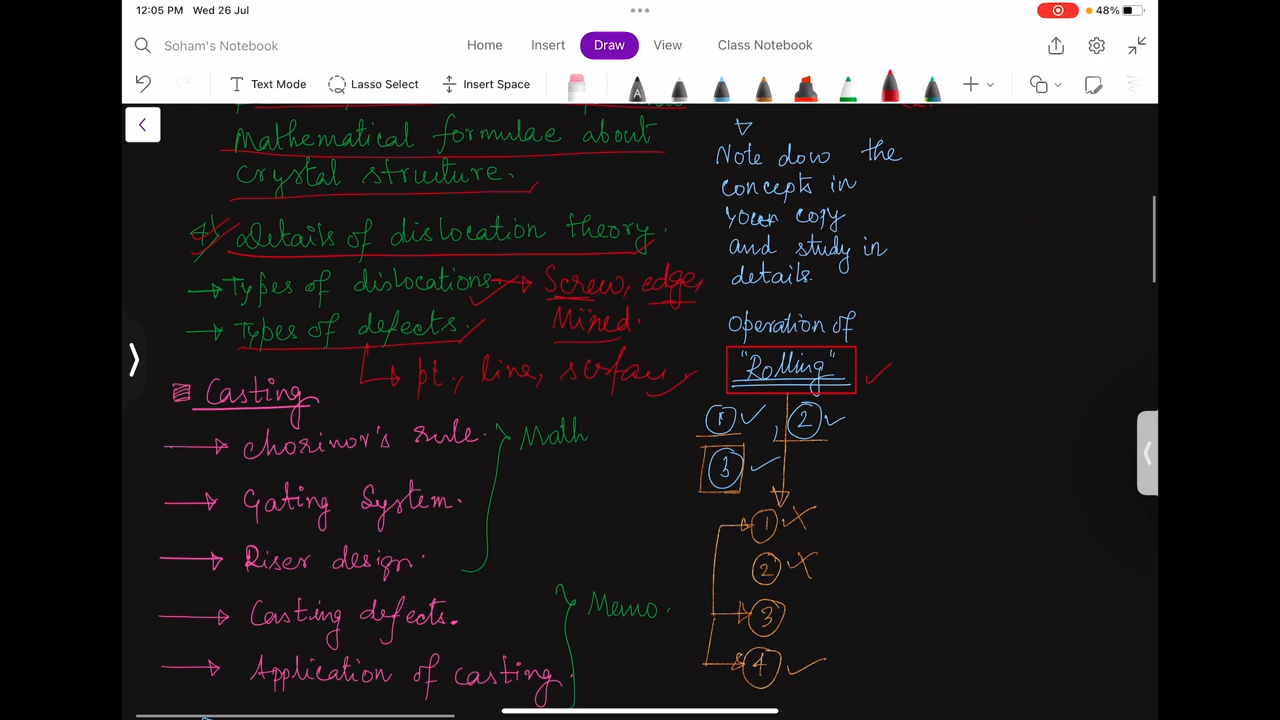 12:05 PM Wed 26 Jul
48%
Soham's Notebook
Home Insert Draw View Class Notebook
Text Mode Lasso Select Insert Space
A
Mathematical formulae about
crystal structure.
4) Details of dislocation theory.
→ Types of dislocations → Screw, edge,
Mixed.
→ Types of defects.
→ pt., line,
Casting
→ Chorinor's rule.
→ Gating System.
→ Riser design.
Math
→ Casting defects.
→ Application of casting.
Memo.
Note dow the
concepts in
your copy
and study in
details.
Operation of
"Rolling"
1 , 2
3
1
2
3
4